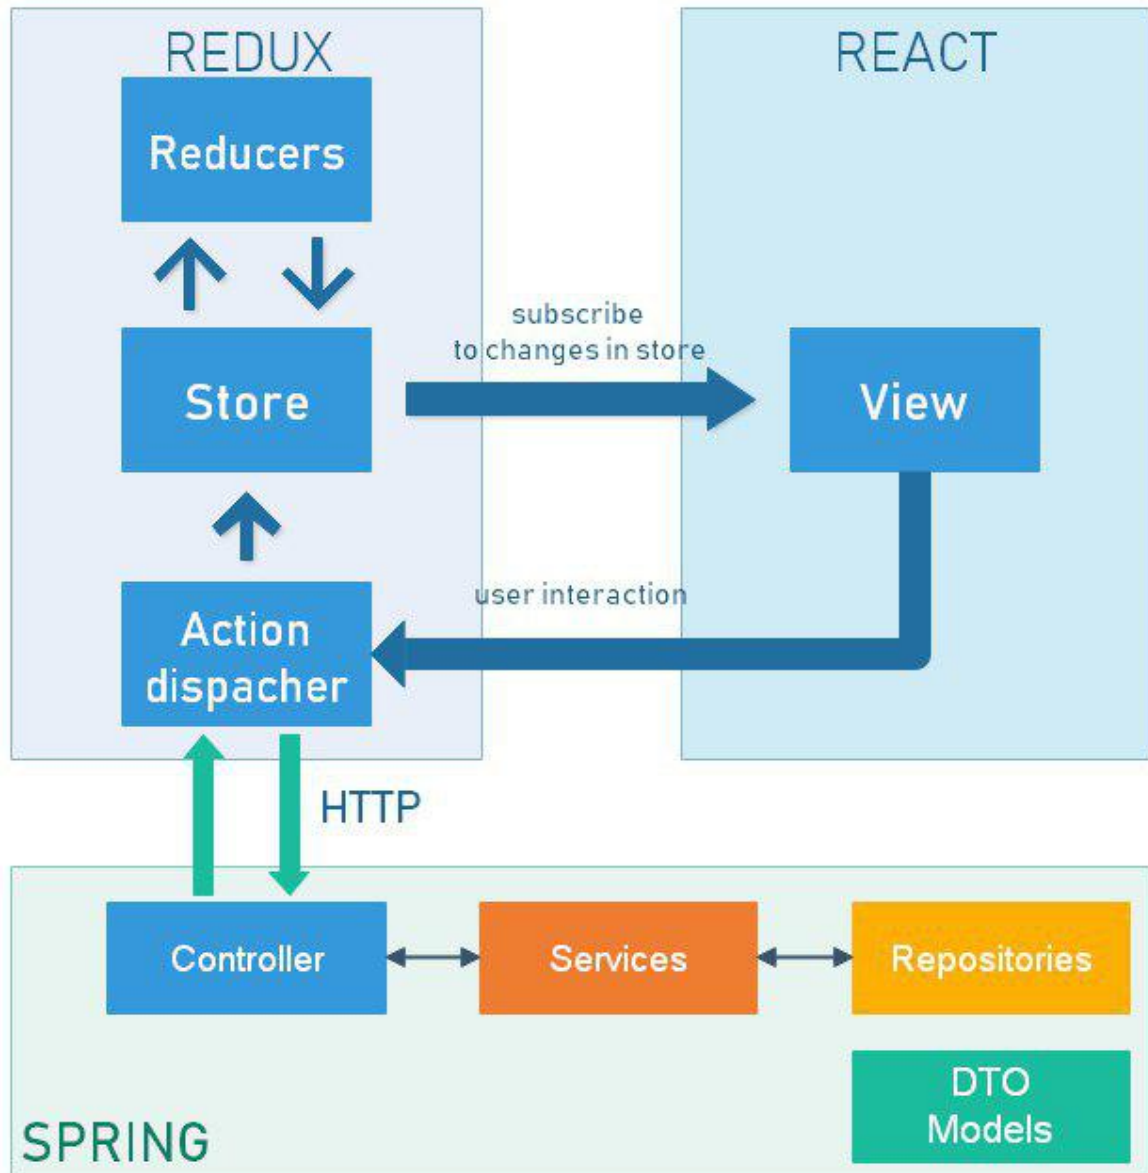 REDUX
REACT
Reducers
subscribe
to changes in store
Store
View
user interaction
Action
dispacher
HTTP
Controller
Services
Repositories
DTO
Models
SPRING